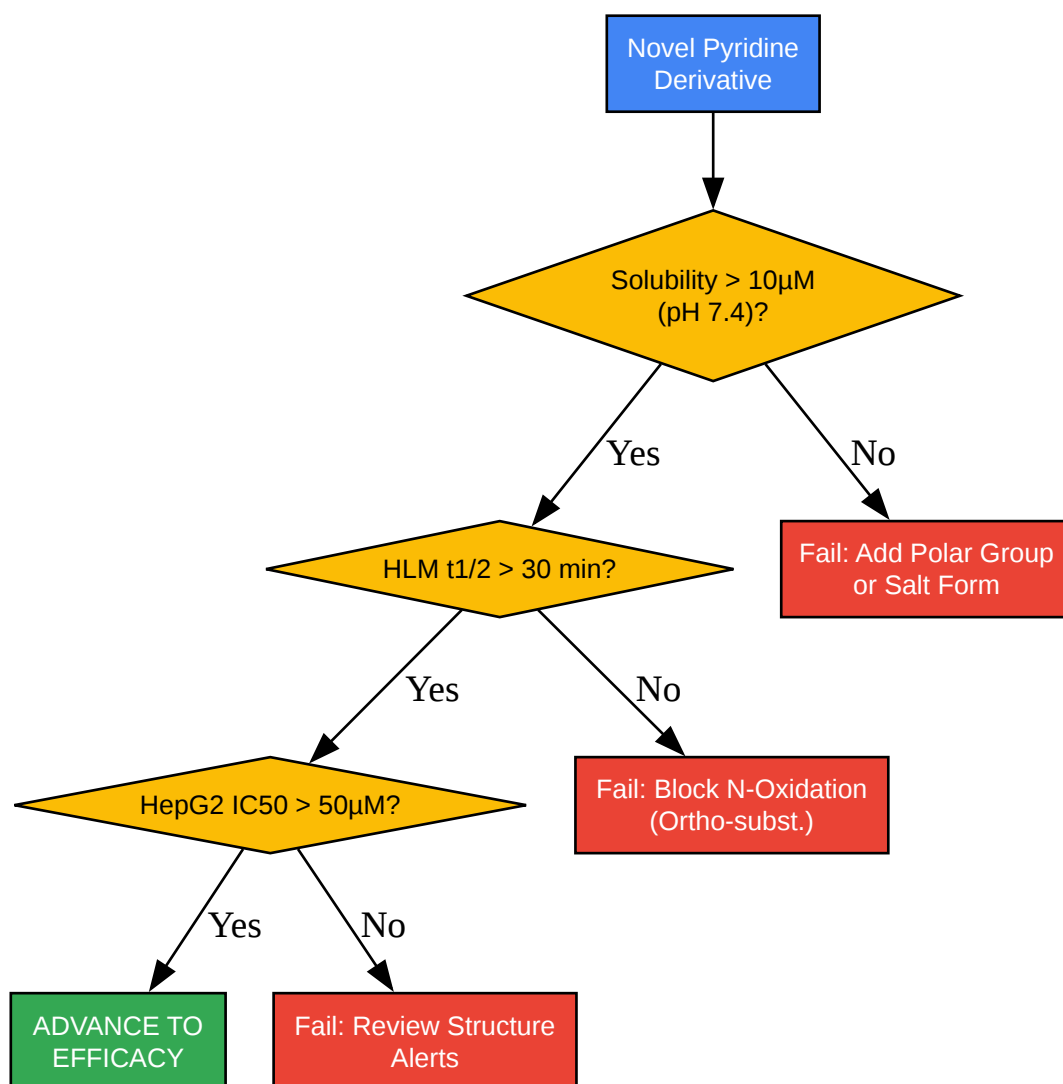 Novel Pyridine
Derivative
Solubility > 10µM
(pH 7.4)?
Yes
No
HLM t1/2 > 30 min?
Fail: Add Polar Group
or Salt Form
Yes
No
HepG2 IC50 > 50µM?
Fail: Block N-Oxidation
(Ortho-subst.)
Yes
No
ADVANCE TO
EFFICACY
Fail: Review Structure
Alerts